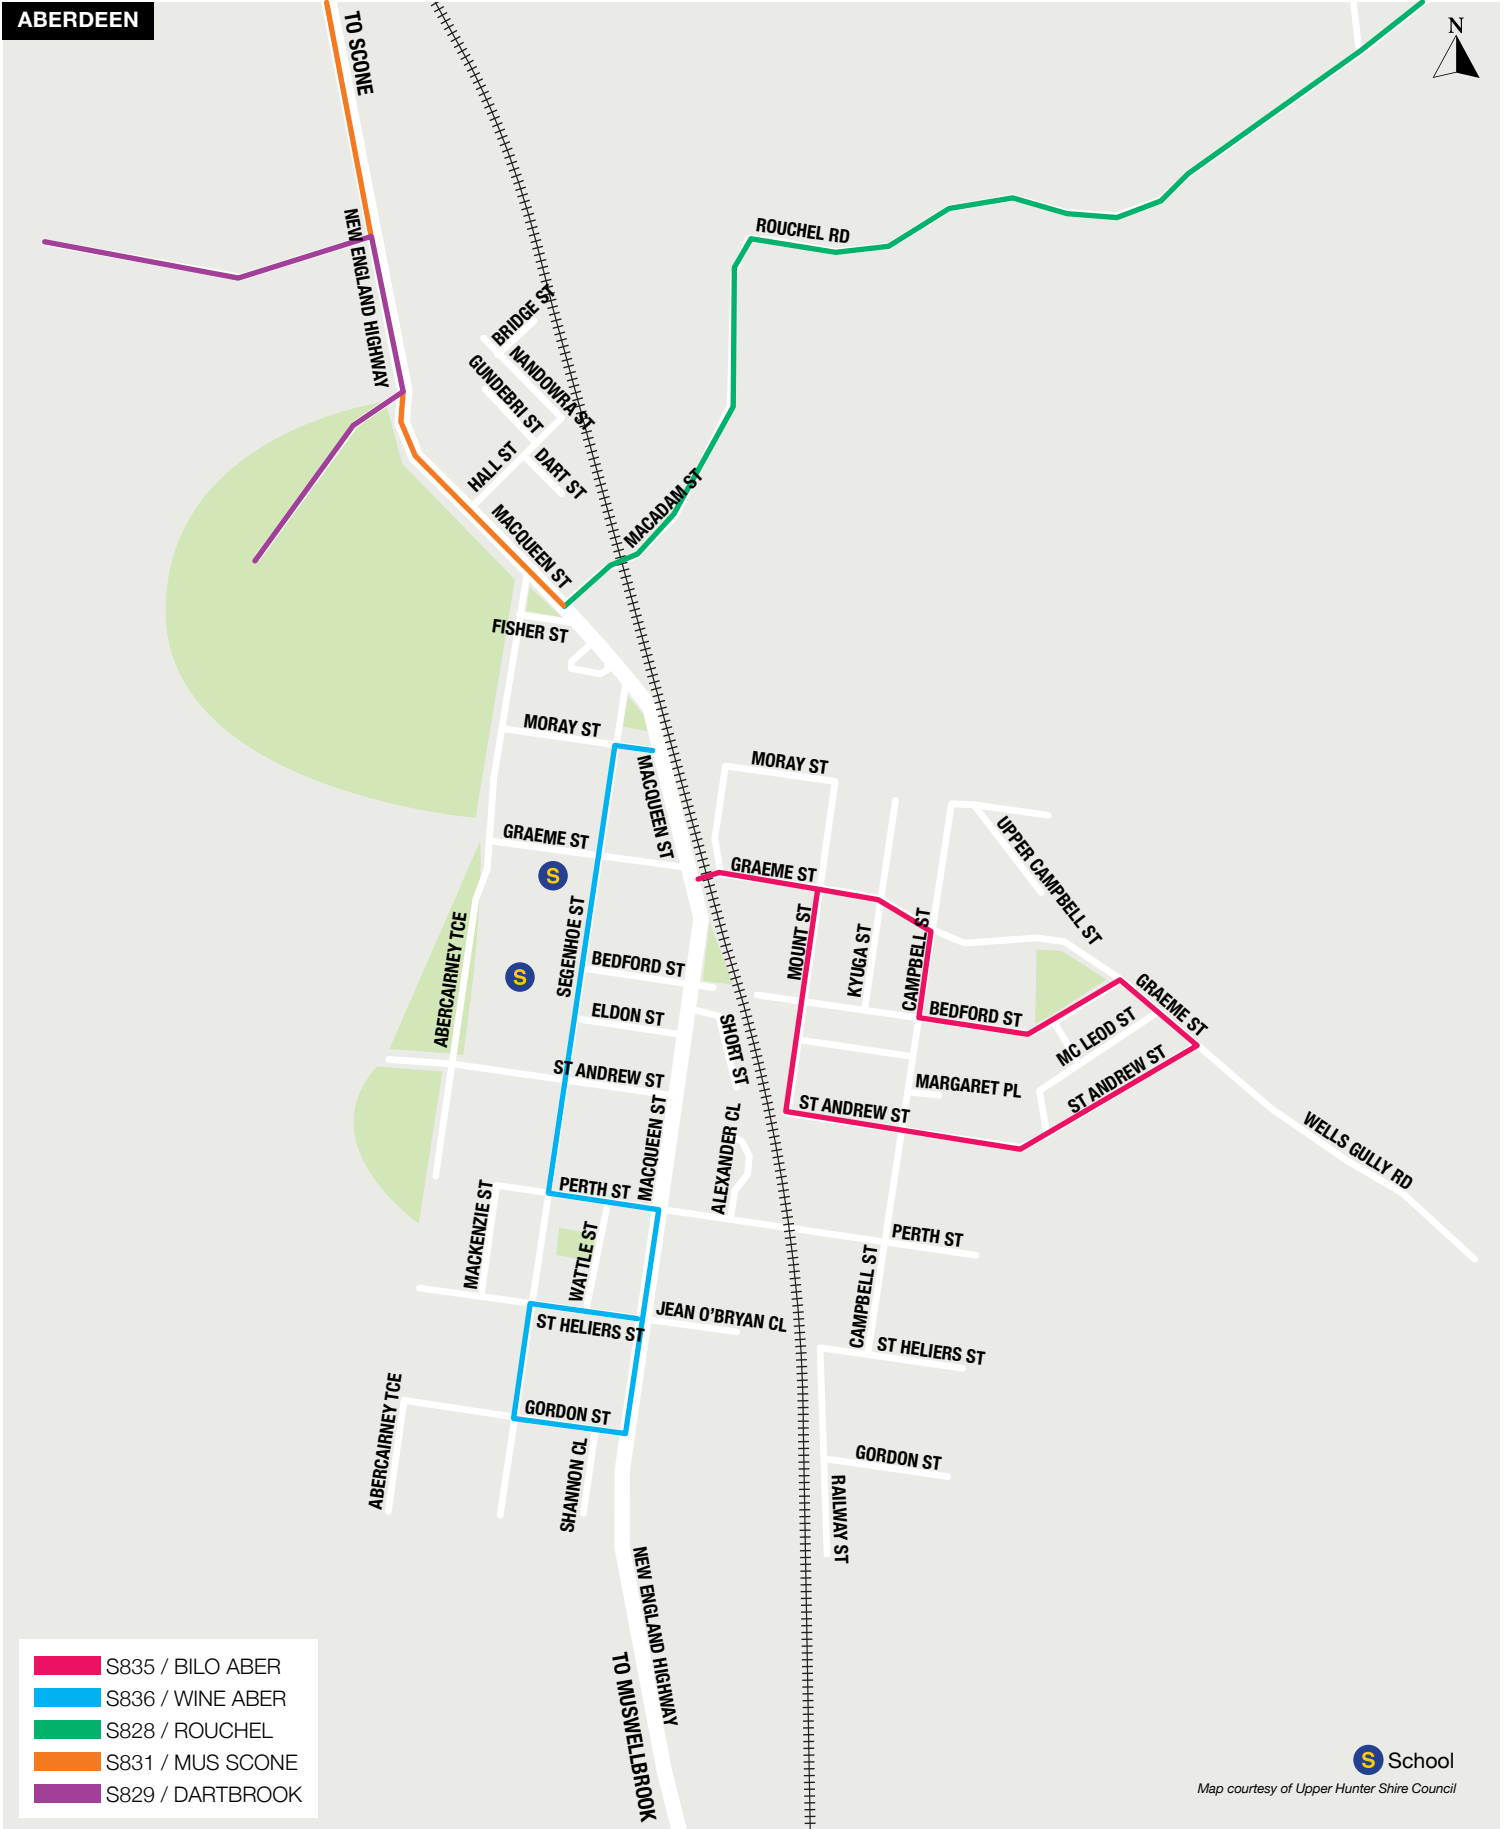 ABERDEEN
TO SCONE
N
NEW ENGLAND HIGHWAY
ROUCHEL RD
BRIDGE ST
NANDOWRA ST
GUNDEBRI ST
HALL ST
DART ST
MACQUEEN ST
MACADAM ST
FISHER ST
MORAY ST
MACQUEEN ST
MORAY ST
GRAEME ST
GRAEME ST
UPPER CAMPBELL ST
S
SEGENHOE ST
MOUNT ST
KYUGA ST
CAMPBELL ST
ABERCAIRNEY TCE
S
BEDFORD ST
BEDFORD ST
GRAEME ST
ELDON ST
SHORT ST
MC LEOD ST
ST ANDREW ST
MARGARET PL
ST ANDREW ST
ST ANDREW ST
MACQUEEN ST
ALEXANDER CL
WELLS GULLY RD
PERTH ST
MACKENZIE ST
WATTLE ST
PERTH ST
CAMPBELL ST
ST HELIERS ST
JEAN O'BRYAN CL
ST HELIERS ST
ABERCAIRNEY TCE
GORDON ST
SHANNON CL
GORDON ST
RAILWAY ST
NEW ENGLAND HIGHWAY
TO MUSWELLBROOK
S835 / BILO ABER
S836 / WINE ABER
S828 / ROUCHEL
S831 / MUS SCONE
S829 / DARTBROOK
S School
Map courtesy of Upper Hunter Shire Council